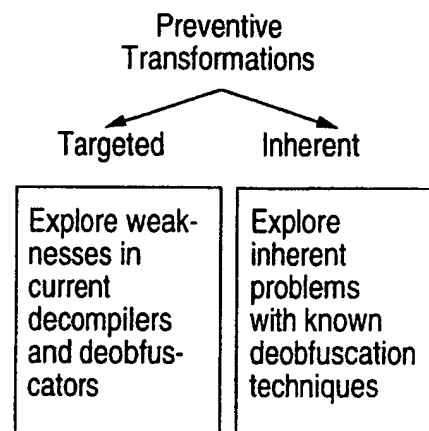 Preventive
Transformations
Targeted
Inherent
Explore weak-
nesses in
current
decompilers
and deobfus-
cators
Explore
inherent
problems
with known
deobfuscation
techniques